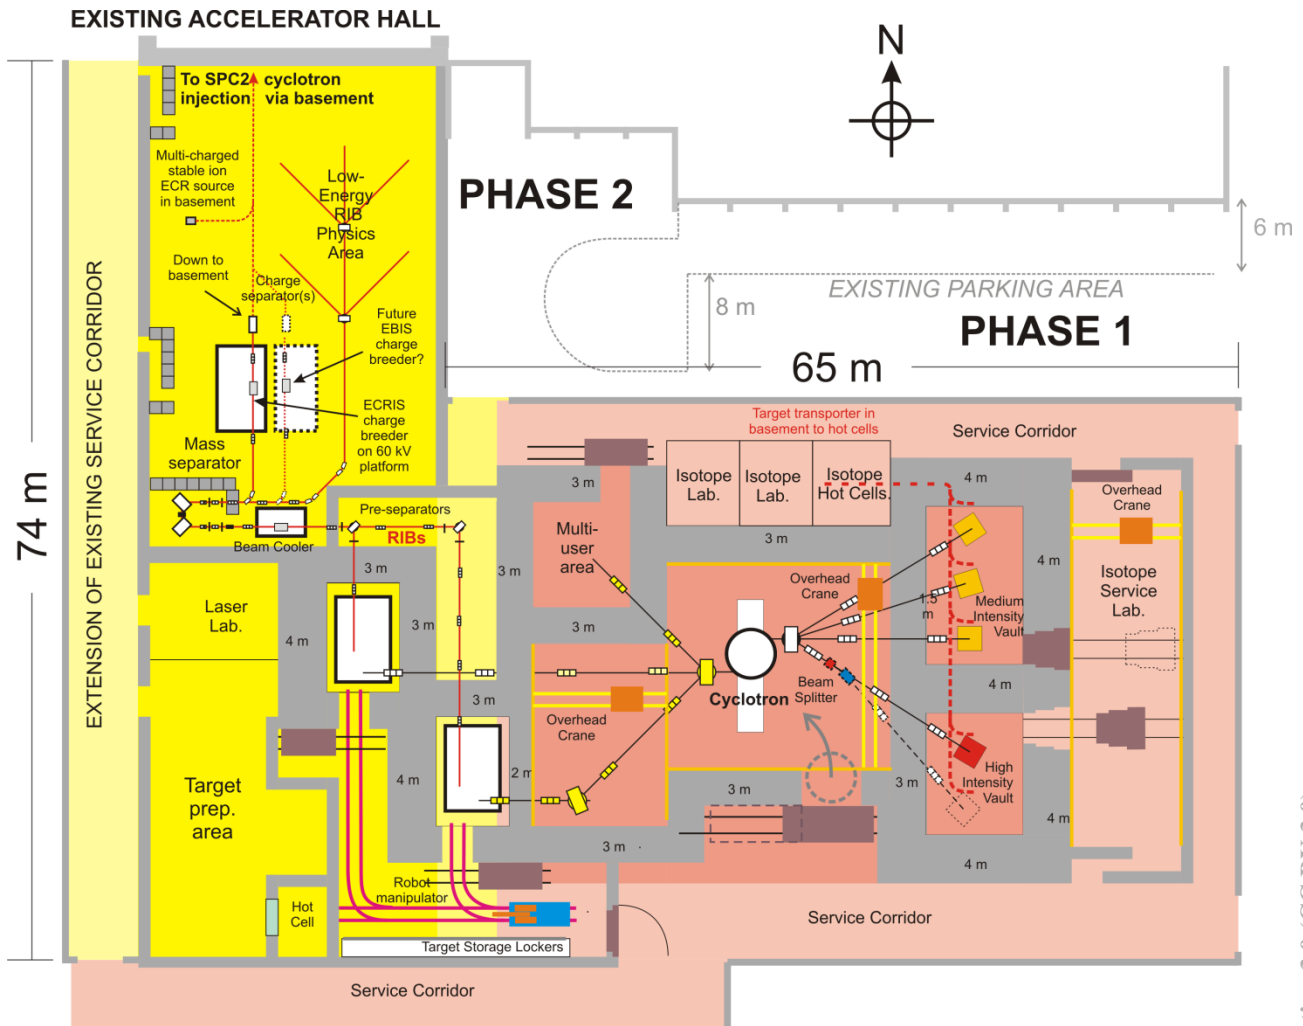 EXISTING ACCELERATOR HALL
To SPC2 cyclotron
injection via basement
N
Multi-charged
stable ion
ECR source
in basement
Low-
Energy
RIB
Physics
Area
PHASE 2
6 m
Down to
basement
Charge
separator(s)
EXISTING PARKING AREA
8 m
PHASE 1
Future
EBIS
charge
breeder?
65 m
EXTENSION OF EXISTING SERVICE CORRIDOR
74 m
ECRIS
charge
breeder
on 60 kV
platform
Mass
separator
Target transporter in
basement to hot cells
Service Corridor
Isotope
Lab.
Isotope
Lab.
Isotope
Hot Cells.
3 m
4 m
Overhead
Crane
Pre-separators
RIBs
Beam Cooler
Multi-
user
area
3 m
4 m
3 m
3 m
Overhead
Crane
1.5
m
Medium
Intensity
Vault
Isotope
Service
Lab.
Laser
Lab.
4 m
3 m
3 m
Cyclotron
Beam
Splitter
4 m
3 m
Overhead
Crane
Target
prep.
area
4 m
2 m
3 m
3 m
High
Intensity
Vault
4 m
3 m
4 m
Robot
manipulator
Hot
Cell
Service Corridor
Target Storage Lockers
Service Corridor